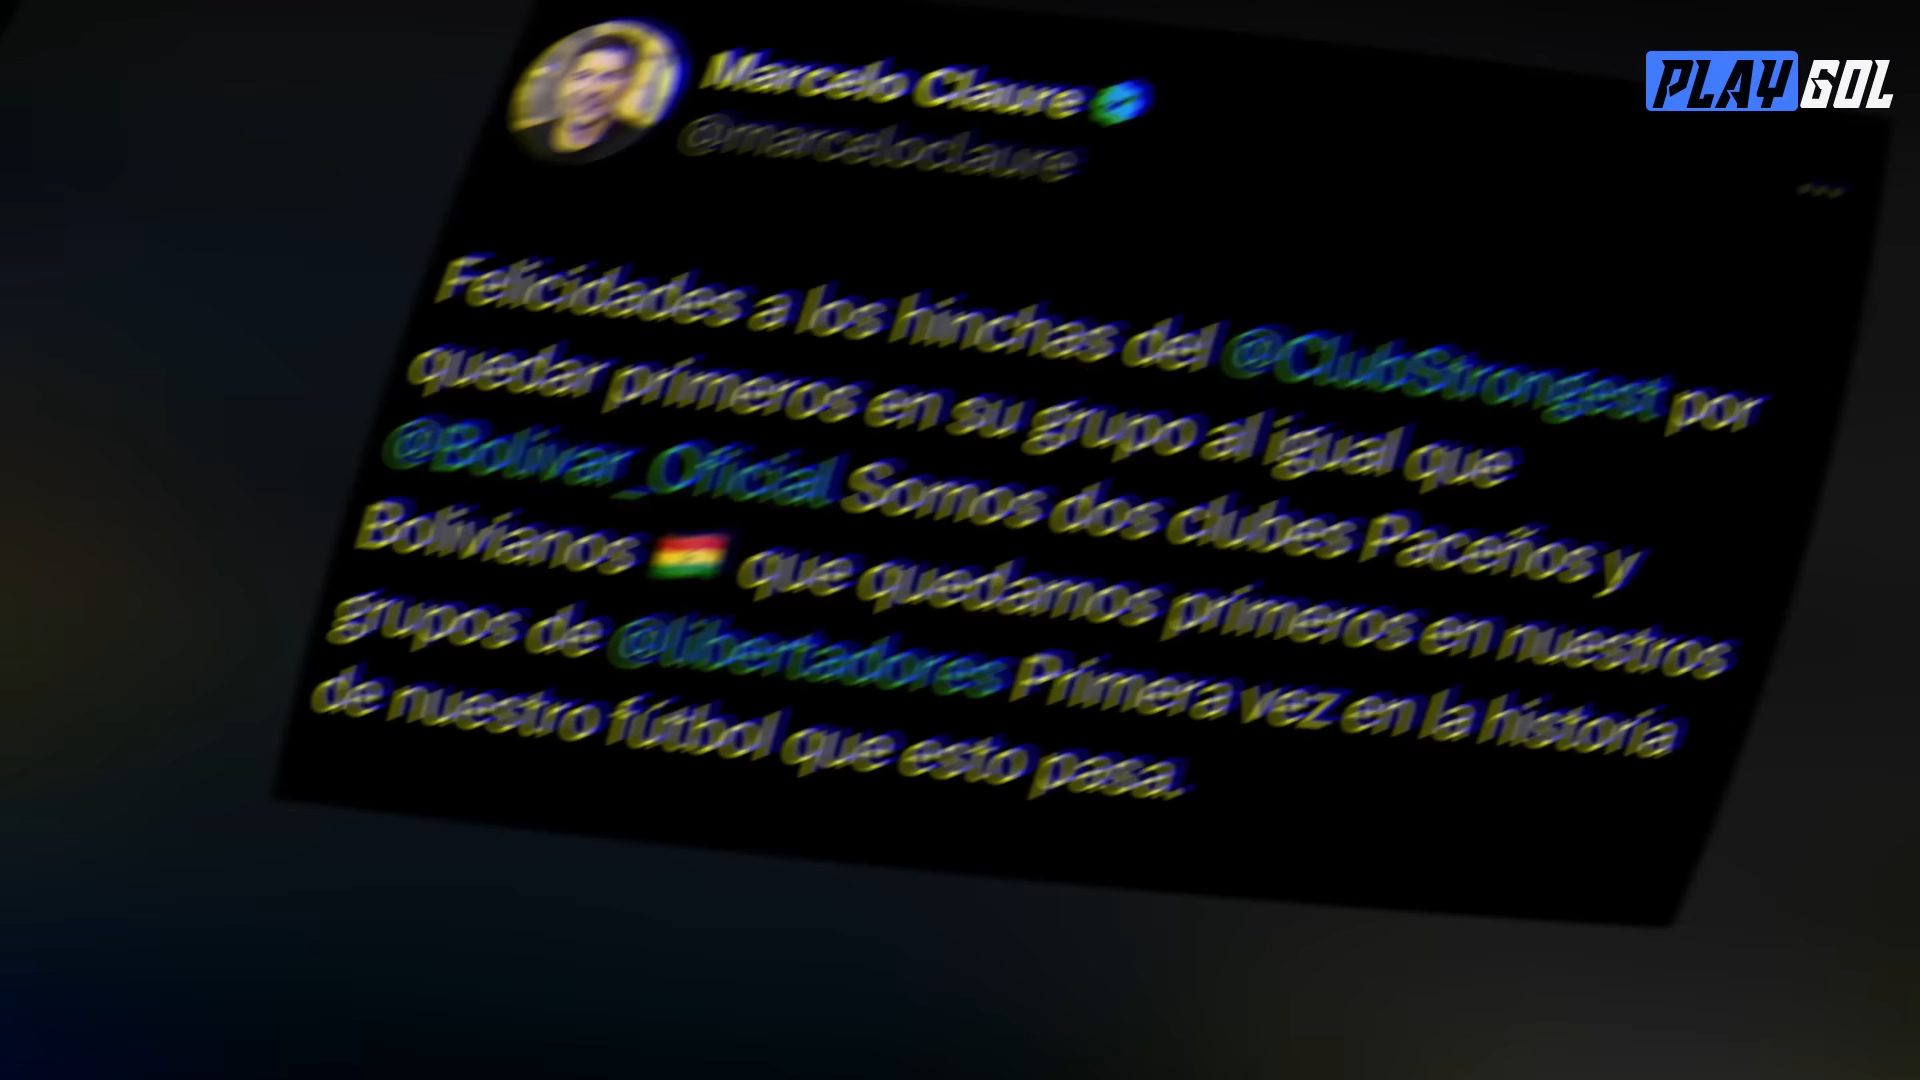 PLAYGOL
Marcelo Claure
@marceloclaure
Felicidades a los hinchas del @ClubStrongest por
quedar primeros en su grupo al igual que
@Bolivar_Oficial Somos dos clubes Paceños y
Bolivianos 🇧🇴 que quedamos primeros en nuestros
grupos de @libertadores Primera vez en la historia
de nuestro fútbol que esto pasa.